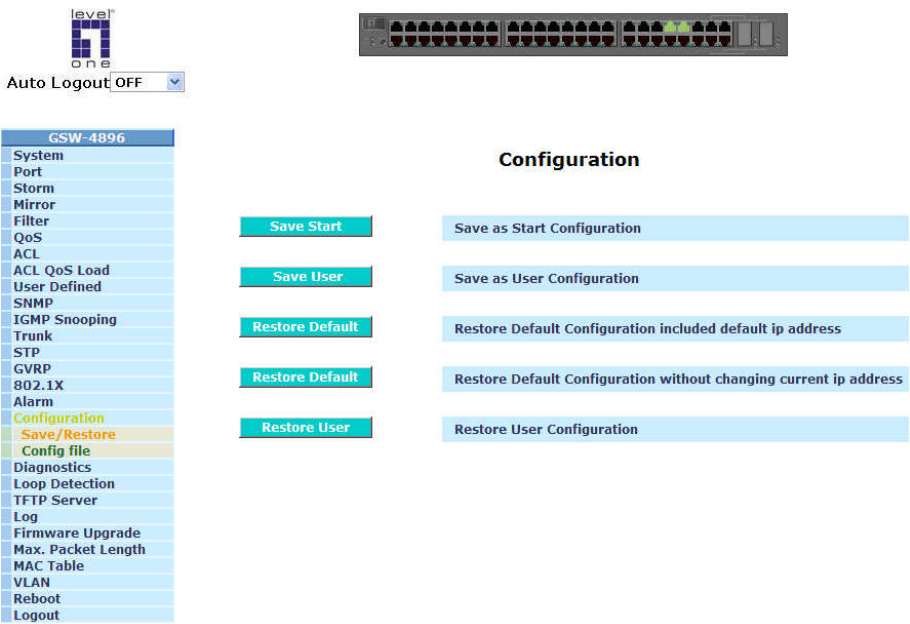 level
one
Auto Logout OFF
GSW-4896
System
Port
Storm
Mirror
Filter
QoS
ACL
ACL QoS Load
User Defined
SNMP
IGMP Snooping
Trunk
STP
GVRP
802.1X
Alarm
Configuration
Save/Restore
Config file
Diagnostics
Loop Detection
TFTP Server
Log
Firmware Upgrade
Max. Packet Length
MAC Table
VLAN
Reboot
Logout
Configuration
Save Start Save as Start Configuration
Save User Save as User Configuration
Restore Default Restore Default Configuration included default ip address
Restore Default Restore Default Configuration without changing current ip address
Restore User Restore User Configuration